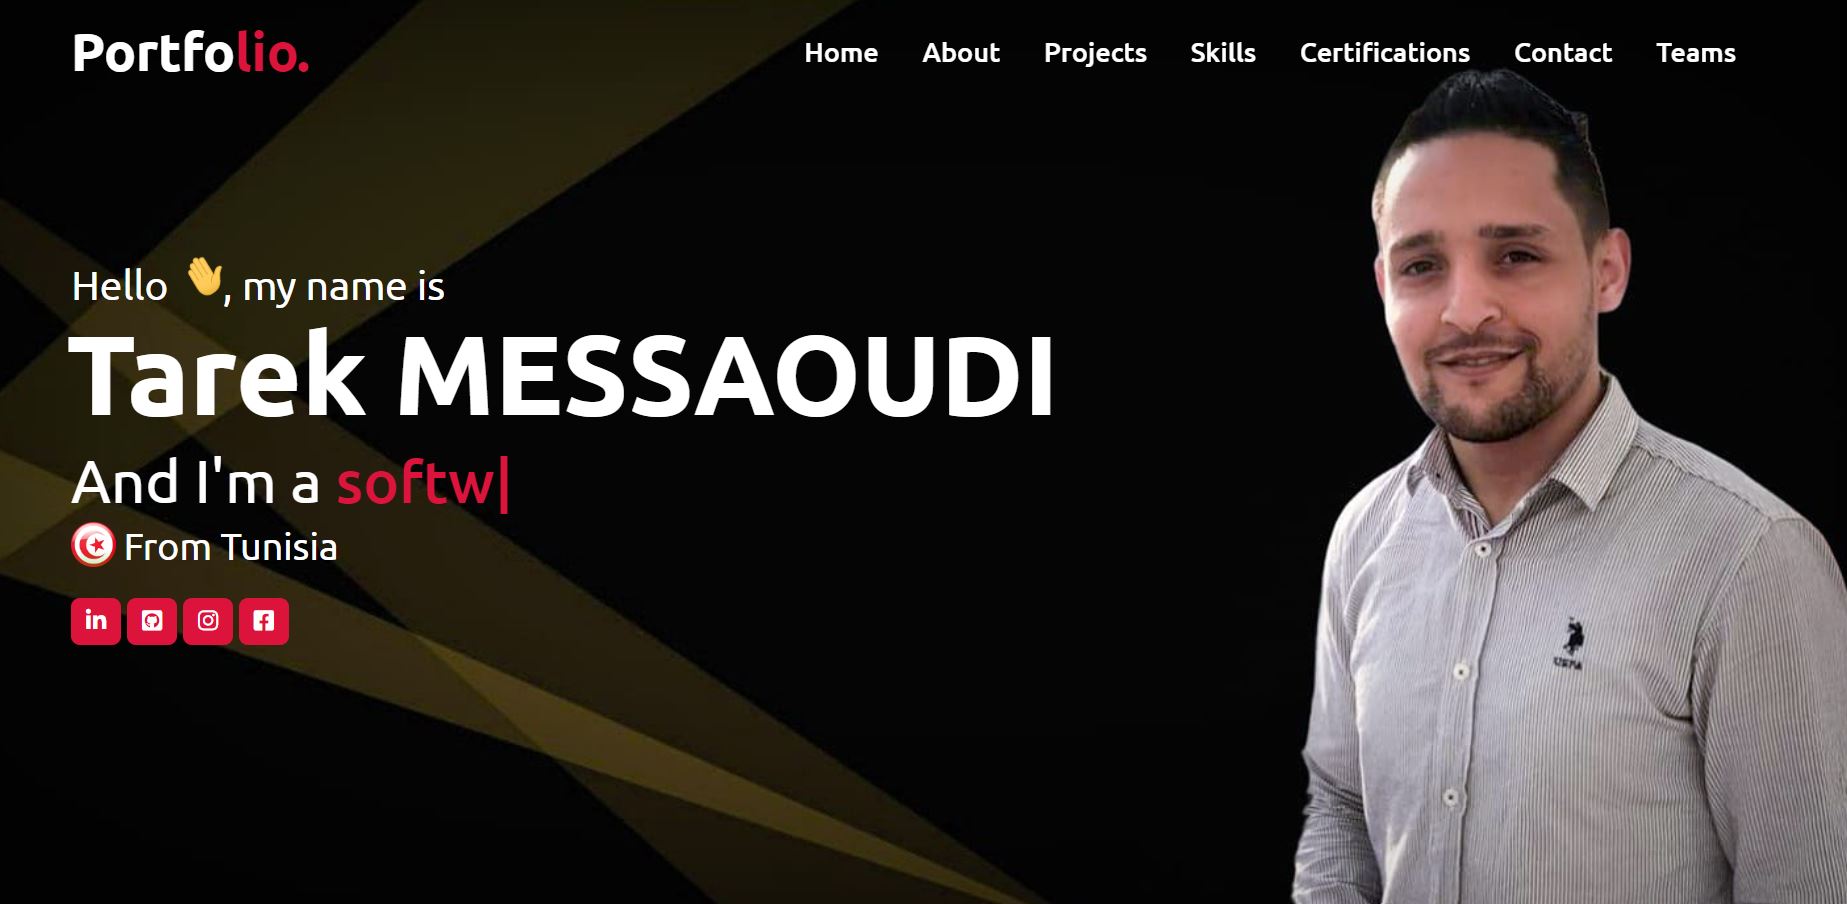 Portfolio.
Home About Projects Skills Certifications Contact Teams
Hello 👋, my name is
Tarek MESSAOUDI
And I'm a softw|
From Tunisia
in
USPA